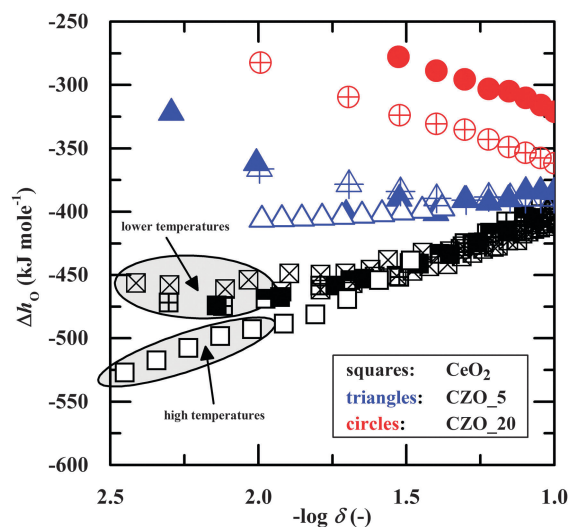 -250
-300
-350
-400
-450
-500
-550
-600
Δh_O (kJ mole⁻¹)
lower temperatures
high temperatures
squares: CeO₂
triangles: CZO_5
circles: CZO_20
2.5 2.0 1.5 1.0
-log δ (-)